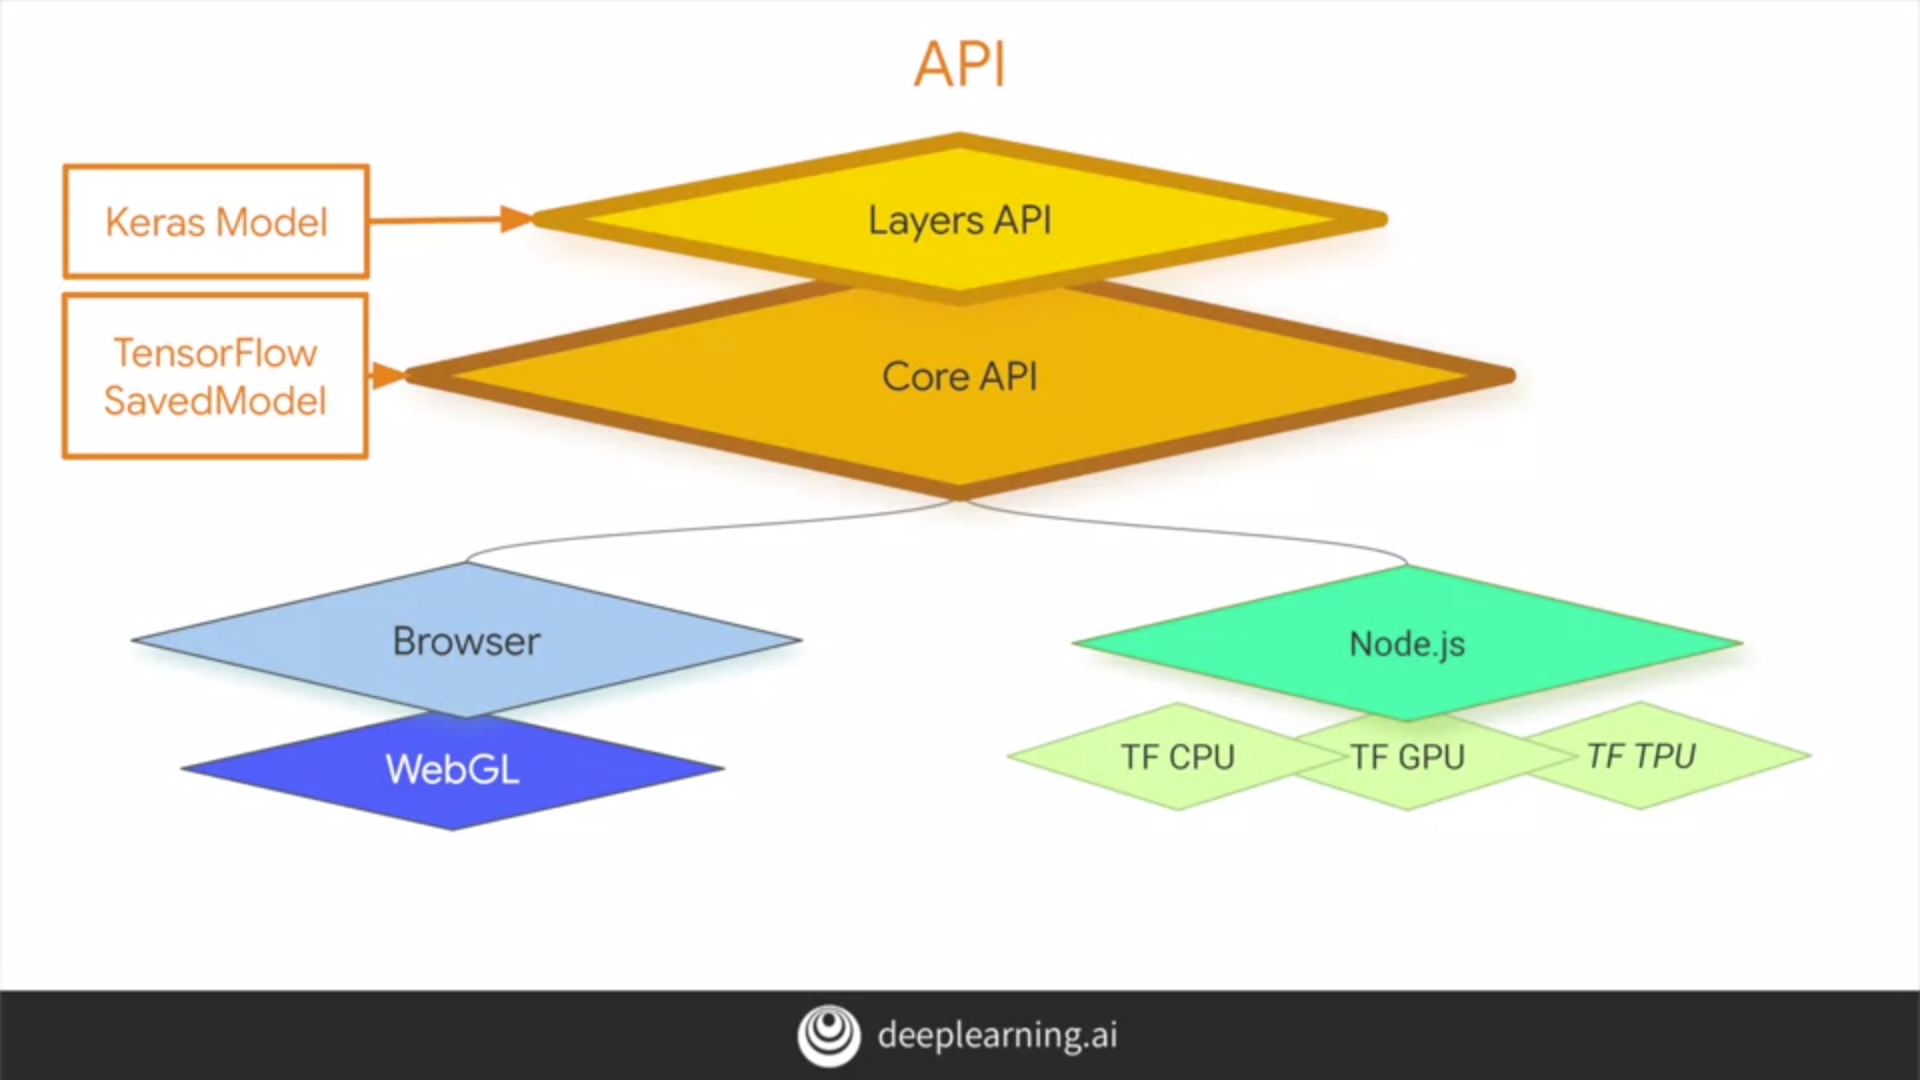 API
Keras Model
Layers API
TensorFlow
SavedModel
Core API
Browser
Node.js
WebGL
TF CPU
TF GPU
TF TPU
deeplearning.ai